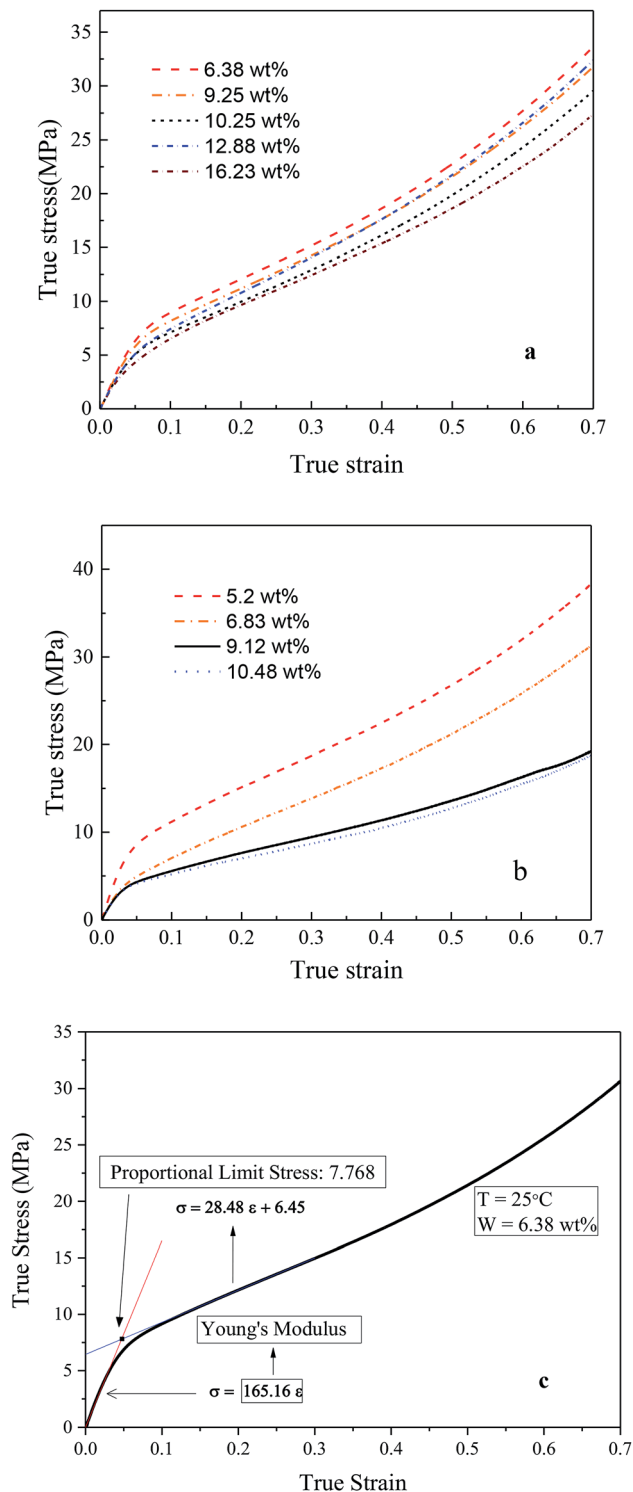 35
30
25
20
15
10
5
0
True stress(MPa)
6.38 wt%
9.25 wt%
10.25 wt%
12.88 wt%
16.23 wt%
a
0.0 0.1 0.2 0.3 0.4 0.5 0.6 0.7
True strain
40
30
20
10
0
True stress (MPa)
5.2 wt%
6.83 wt%
9.12 wt%
10.48 wt%
b
0.0 0.1 0.2 0.3 0.4 0.5 0.6 0.7
True strain
35
30
25
20
15
10
5
0
True Stress (MPa)
Proportional Limit Stress: 7.768
σ = 28.48 ε + 6.45
T = 25°C
W = 6.38 wt%
Young's Modulus
σ = 165.16 ε
c
0.0 0.1 0.2 0.3 0.4 0.5 0.6 0.7
True Strain